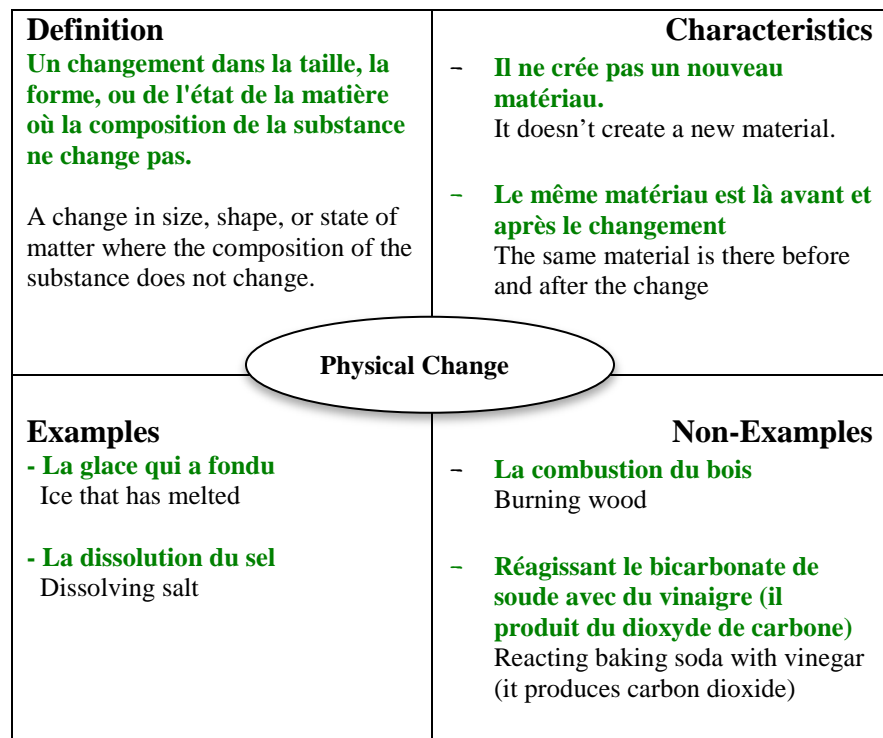 Definition
Un changement dans la taille, la
forme, ou de l'état de la matière
où la composition de la substance
ne change pas.
A change in size, shape, or state of
matter where the composition of the
substance does not change.
Characteristics
- Il ne crée pas un nouveau
matériau.
It doesn’t create a new material.
- Le même matériau est là avant et
après le changement
The same material is there before
and after the change
Physical Change
Examples
- La glace qui a fondu
Ice that has melted
- La dissolution du sel
Dissolving salt
Non-Examples
- La combustion du bois
Burning wood
- Réagissant le bicarbonate de
soude avec du vinaigre (il
produit du dioxyde de carbone)
Reacting baking soda with vinegar
(it produces carbon dioxide)